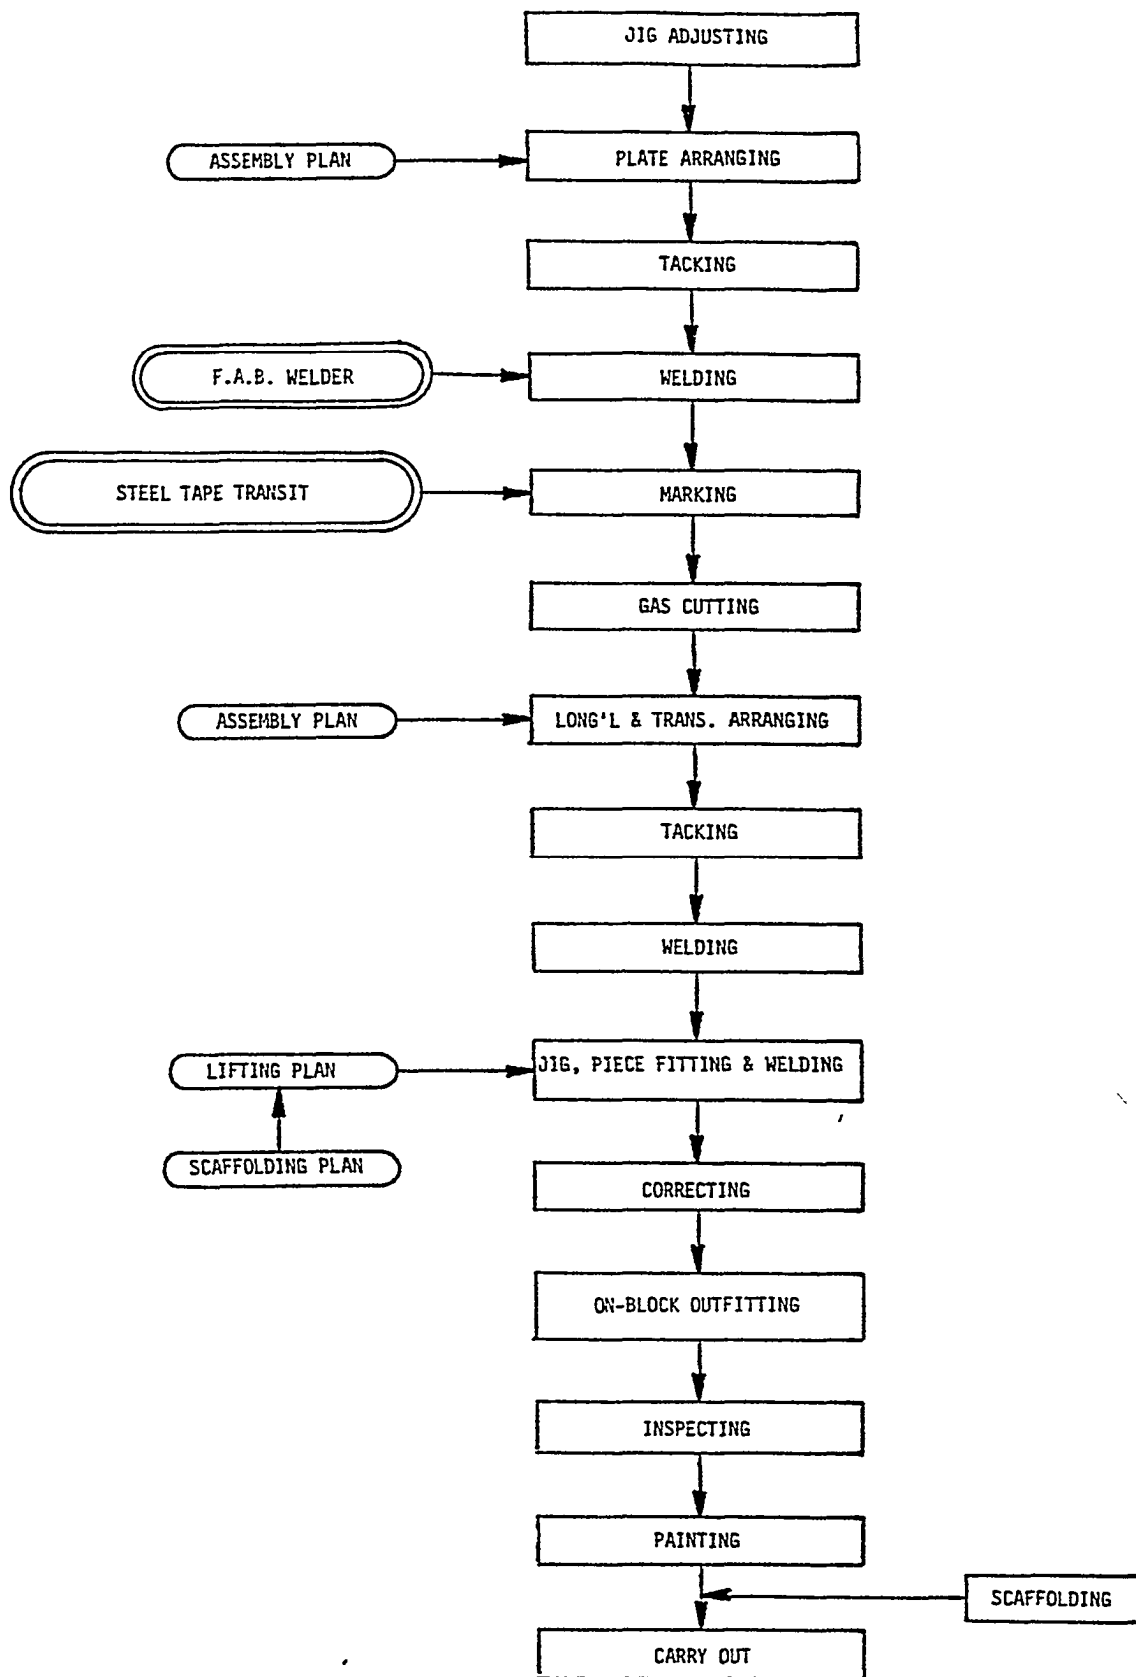 JIG ADJUSTING
ASSEMBLY PLAN
PLATE ARRANGING
TACKING
F.A.B. WELDER
WELDING
STEEL TAPE TRANSIT
MARKING
GAS CUTTING
ASSEMBLY PLAN
LONG'L & TRANS. ARRANGING
TACKING
WELDING
LIFTING PLAN
JIG, PIECE FITTING & WELDING
SCAFFOLDING PLAN
CORRECTING
ON-BLOCK OUTFITTING
INSPECTING
PAINTING
SCAFFOLDING
CARRY OUT